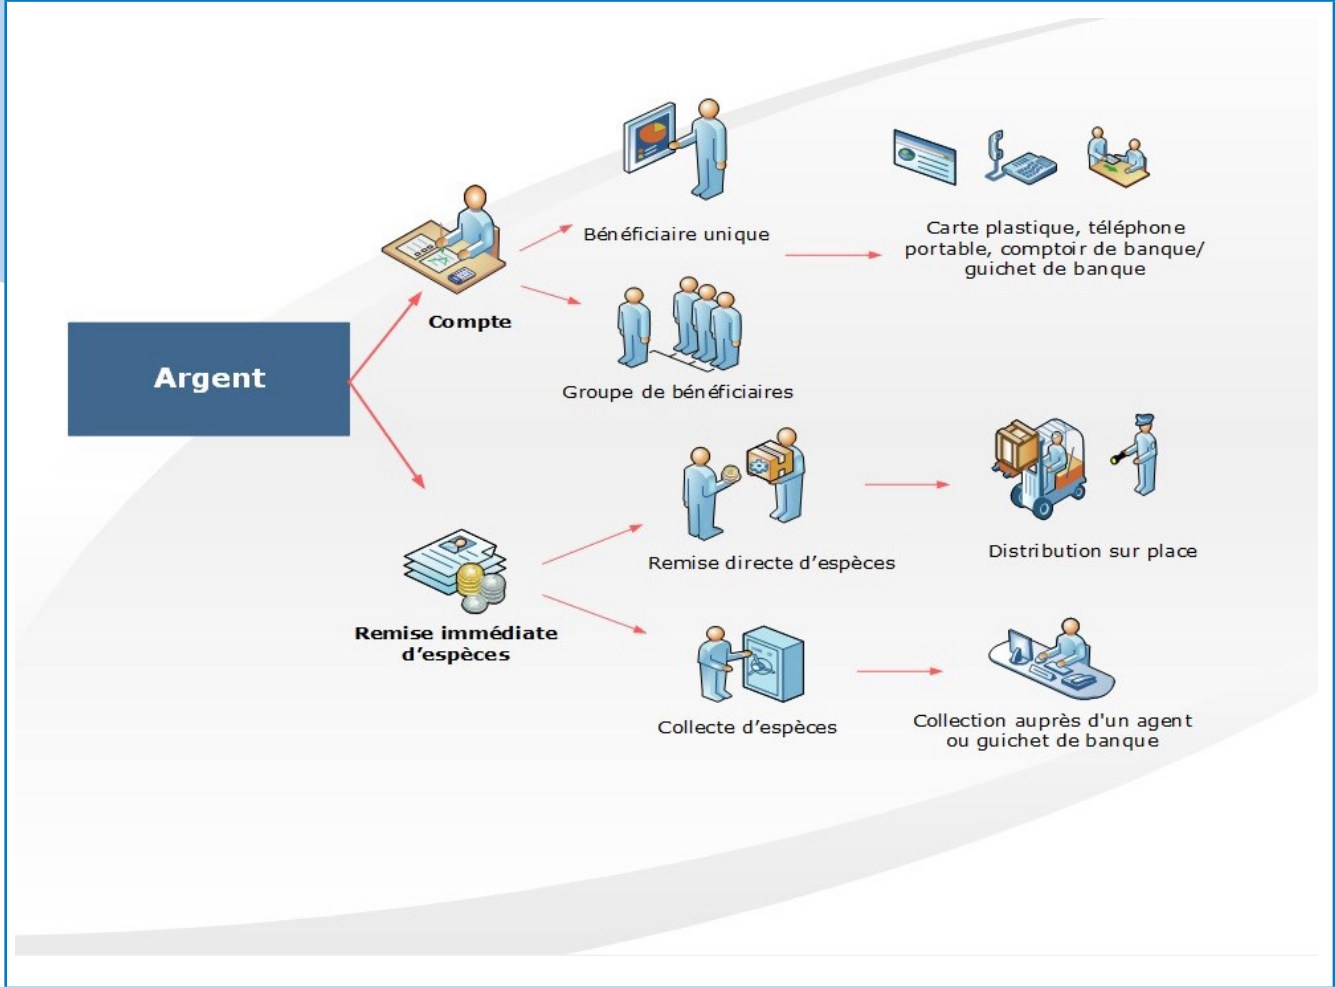 Bénéficiaire unique
Carte plastique, téléphone
portable, comptoir de banque/
guichet de banque
Compte
Argent
Groupe de bénéficiaires
Remise directe d'espèces
Distribution sur place
Remise immédiate
d'espèces
Collecte d'espèces
Collection auprès d'un agent
ou guichet de banque